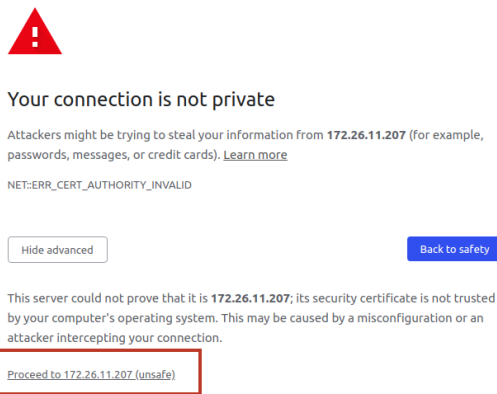 Your connection is not private
Attackers might be trying to steal your information from 172.26.11.207 (for example,
passwords, messages, or credit cards). Learn more
NET::ERR_CERT_AUTHORITY_INVALID
Hide advanced
Back to safety
This server could not prove that it is 172.26.11.207; its security certificate is not trusted
by your computer's operating system. This may be caused by a misconfiguration or an
attacker intercepting your connection.
Proceed to 172.26.11.207 (unsafe)